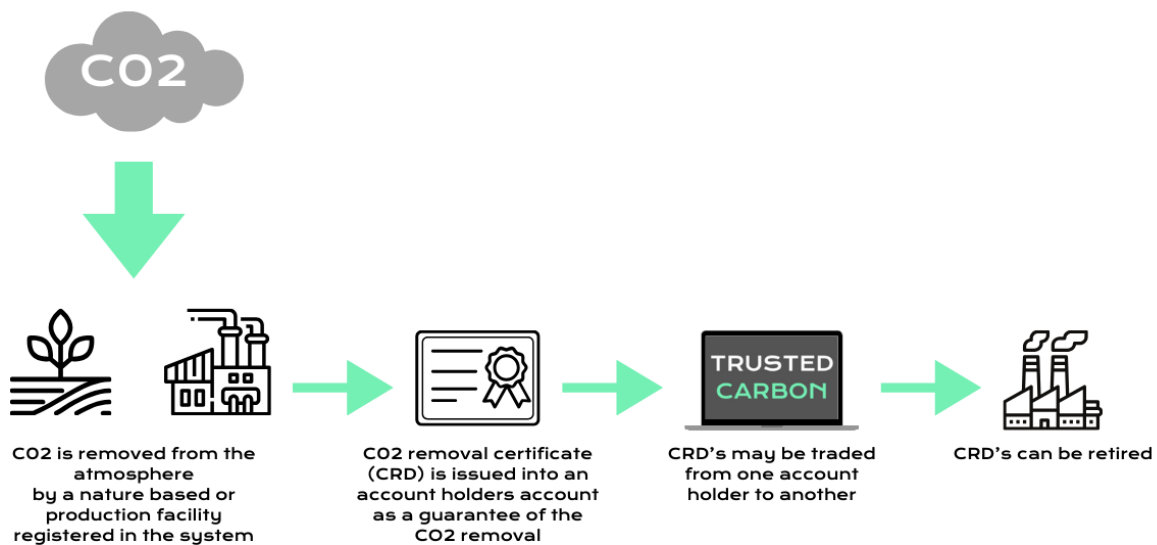 CO2
CO2 is removed from the
atmosphere
by a nature based or
production facility
registered in the system
CO2 removal certificate
(CRD) is issued into an
account holders account
as a guarantee of the
CO2 removal
TRUSTED
CARBON
CRD's may be traded
from one account
holder to another
CRD's can be retired